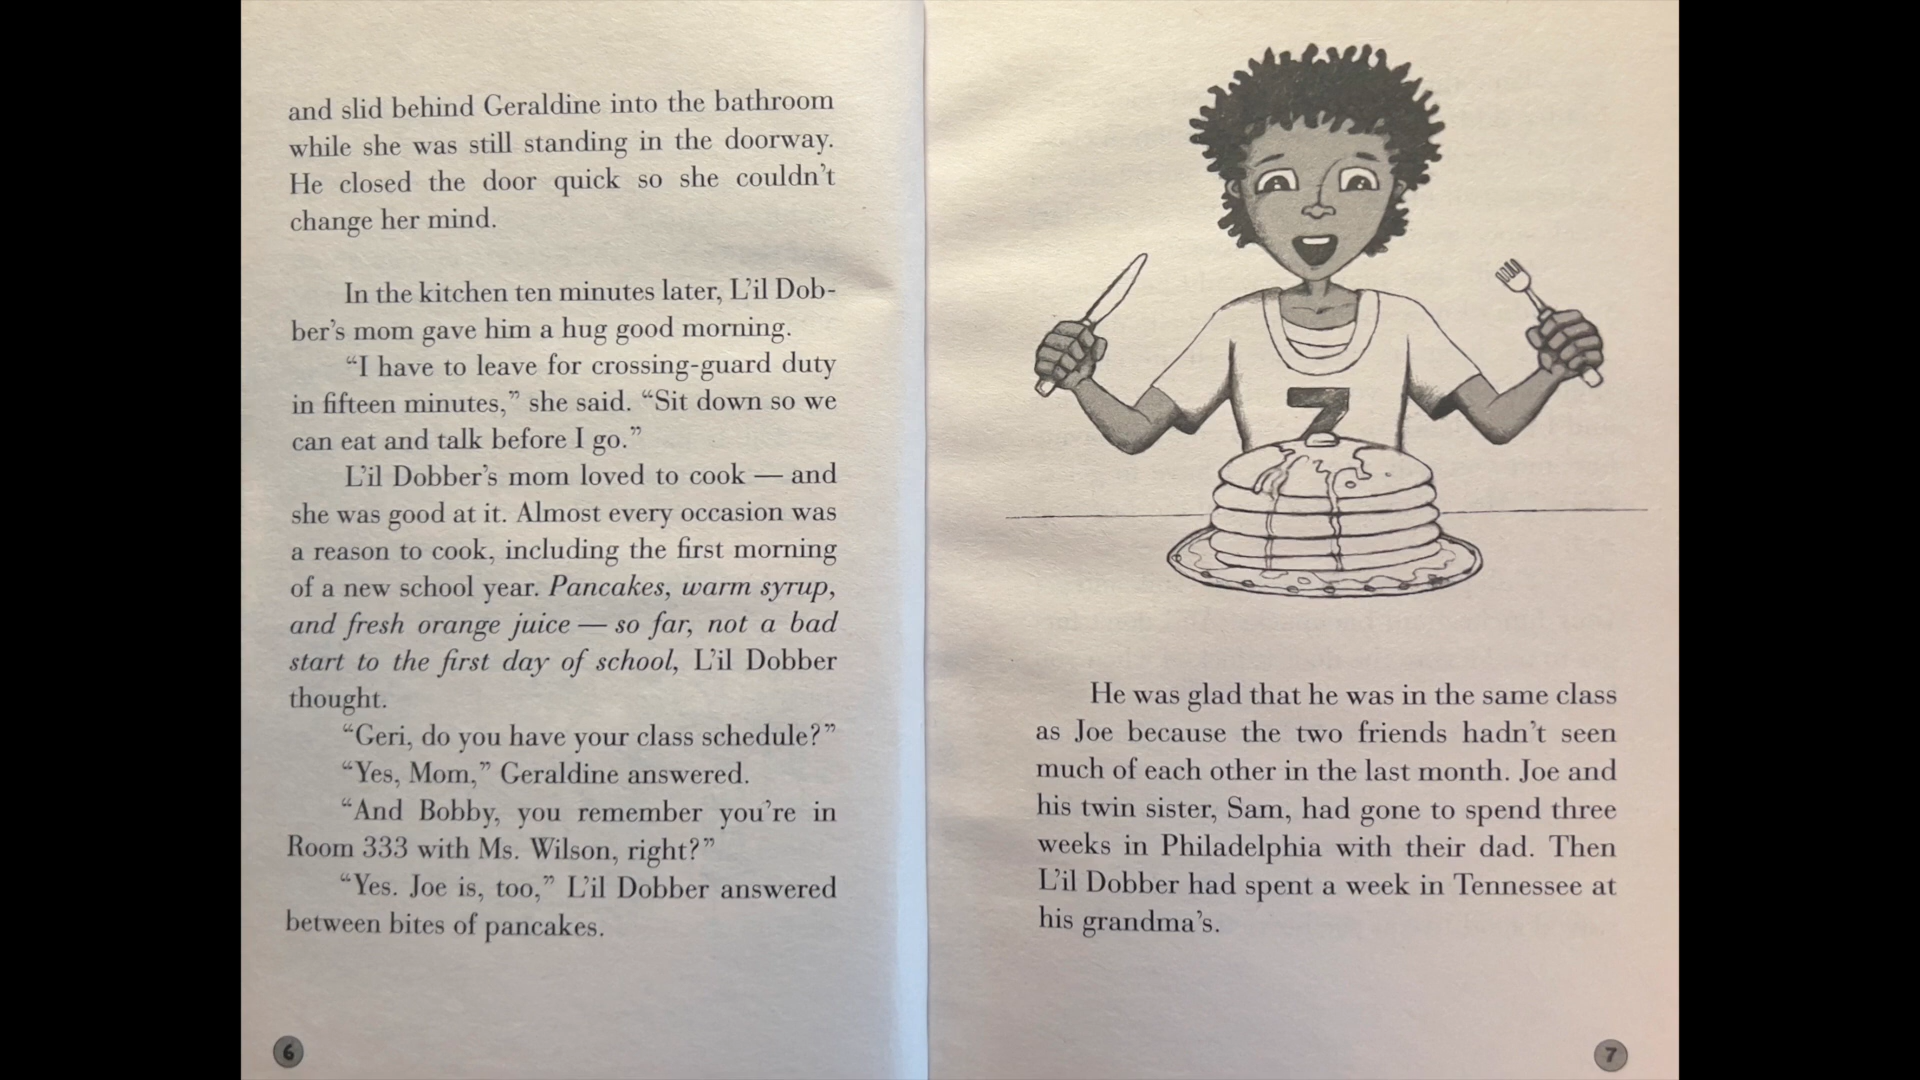 and slid behind Geraldine into the bathroom
while she was still standing in the doorway.
He closed the door quick so she couldn't
change her mind.
In the kitchen ten minutes later, L'il Dob-
ber's mom gave him a hug good morning.
“I have to leave for crossing-guard duty
in fifteen minutes,” she said. “Sit down so we
can eat and talk before I go.”
L'il Dobber's mom loved to cook — and
she was good at it. Almost every occasion was
a reason to cook, including the first morning
of a new school year. Pancakes, warm syrup,
and fresh orange juice — so far, not a bad
start to the first day of school, L'il Dobber
thought.
“Geri, do you have your class schedule?”
“Yes, Mom,” Geraldine answered.
“And Bobby, you remember you're in
Room 333 with Ms. Wilson, right?”
“Yes. Joe is, too,” L'il Dobber answered
between bites of pancakes.
6
7
He was glad that he was in the same class
as Joe because the two friends hadn't seen
much of each other in the last month. Joe and
his twin sister, Sam, had gone to spend three
weeks in Philadelphia with their dad. Then
L'il Dobber had spent a week in Tennessee at
his grandma's.
7